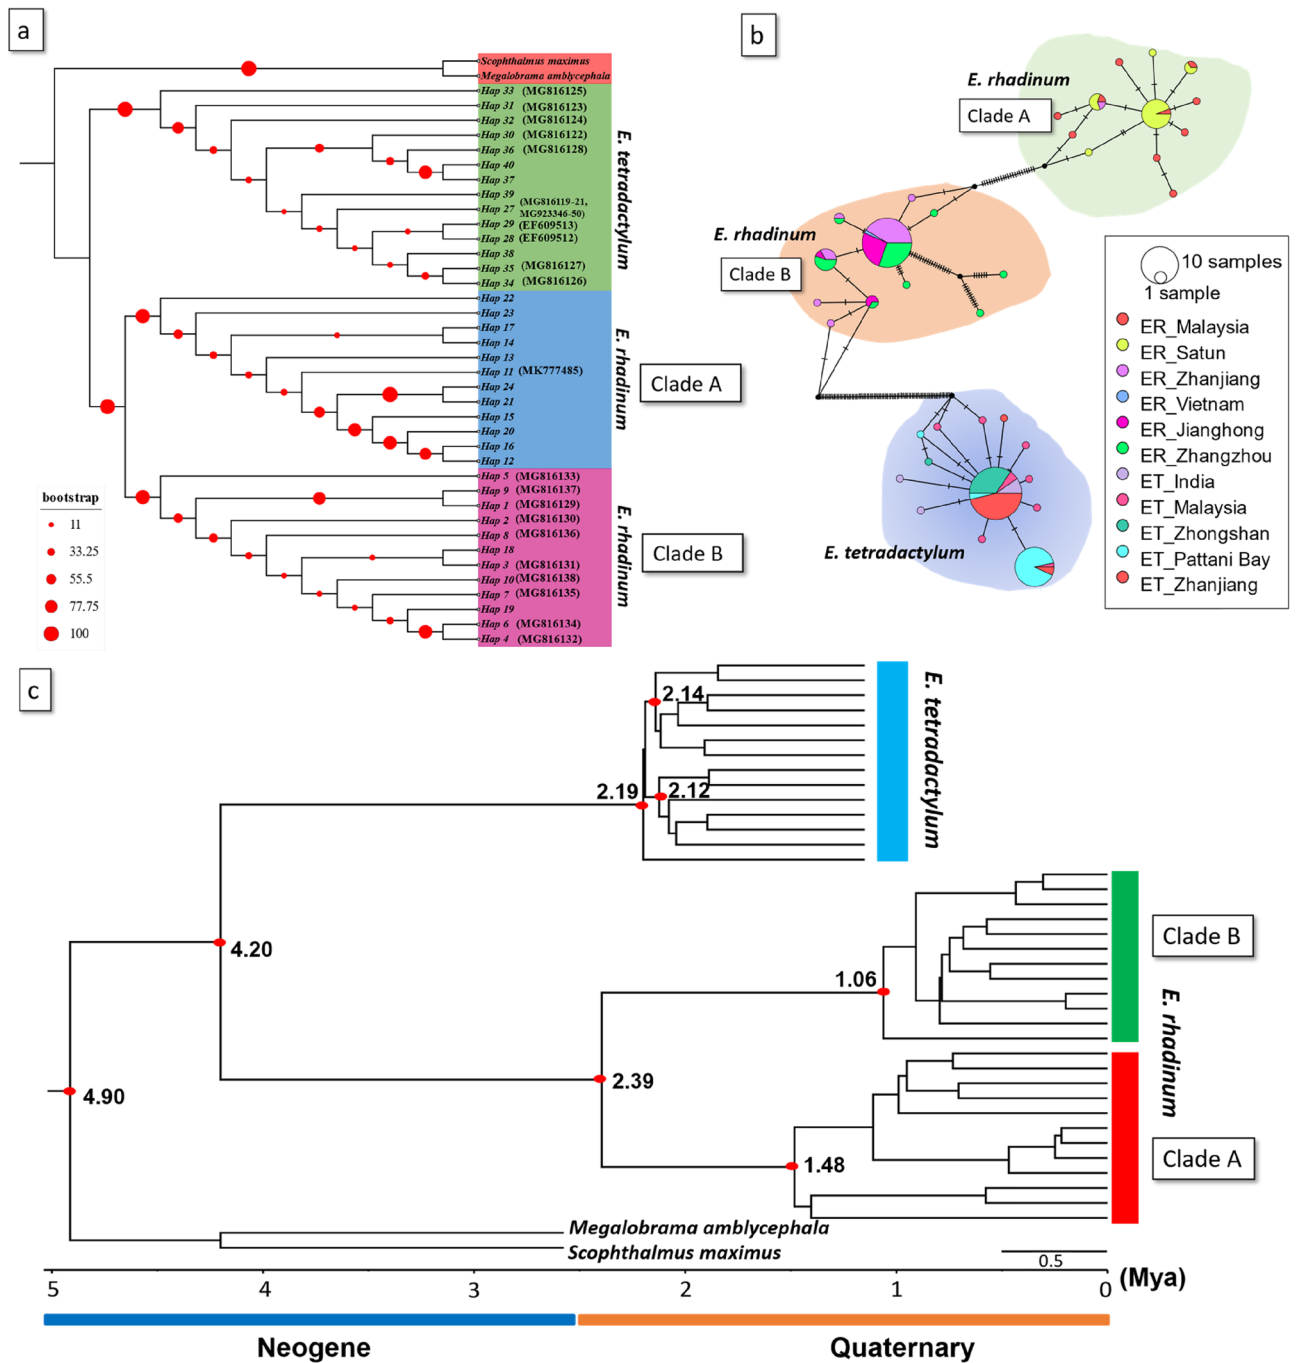 a
Scophthalmus maximus
Megalobrama amblycephala
Hap 33 (MG816125)
Hap 31 (MG816123)
Hap 32 (MG816124)
Hap 30 (MG816122)
Hap 36 (MG816128)
Hap 40
Hap 37
Hap 39
Hap 27 (MG816119-21, MG923346-50)
Hap 29 (EF609513)
Hap 28 (EF609512)
Hap 38
Hap 35 (MG816127)
Hap 34 (MG816126)
E. tetradactylum
Hap 22
Hap 23
Hap 17
Hap 14
Hap 13
Hap 11 (MK777485)
Hap 24
Hap 21
Hap 15
Hap 20
Hap 16
Hap 12
E. rhadinum
Clade A
Hap 5 (MG816133)
Hap 9 (MG816137)
Hap 1 (MG816129)
Hap 2 (MG816130)
Hap 8 (MG816136)
Hap 18
Hap 3 (MG816131)
Hap 10 (MG816138)
Hap 7 (MG816135)
Hap 19
Hap 6 (MG816134)
Hap 4 (MG816132)
E. rhadinum
Clade B
bootstrap
11
33.25
55.5
77.75
100
b
E. rhadinum
Clade A
E. rhadinum
Clade B
E. tetradactylum
10 samples
1 sample
ER_Malaysia
ER_Satun
ER_Zhanjiang
ER_Vietnam
ER_Jianghong
ER_Zhangzhou
ET_India
ET_Malaysia
ET_Zhongshan
ET_Pattani Bay
ET_Zhanjiang
c
2.14
2.19
2.12
E. tetradactylum
4.20
1.06
Clade B
4.90
2.39
E. rhadinum
1.48
Clade A
Megalobrama amblycephala
Scophthalmus maximus
0.5
5 4 3 2 1 0 (Mya)
Neogene Quaternary